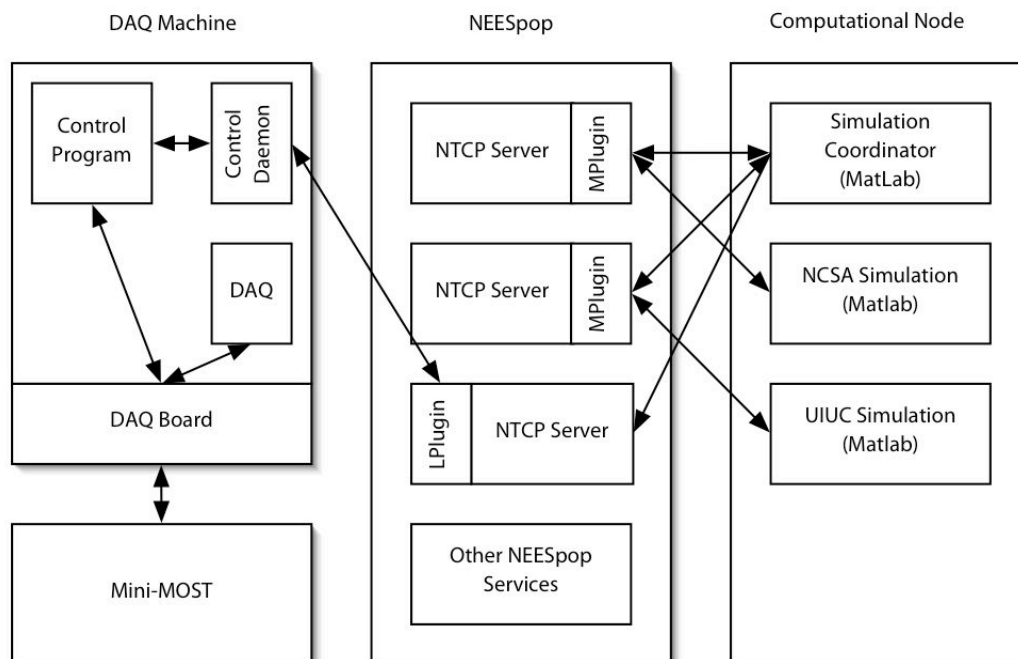 DAQ Machine
NEESpop
Computational Node
Control
Program
Control
Daemon
DAQ
DAQ Board
Mini-MOST
NTCP Server
MPlugin
NTCP Server
MPlugin
LPlugin
NTCP Server
Other NEESpop
Services
Simulation
Coordinator
(MatLab)
NCSA Simulation
(Matlab)
UIUC Simulation
(Matlab)